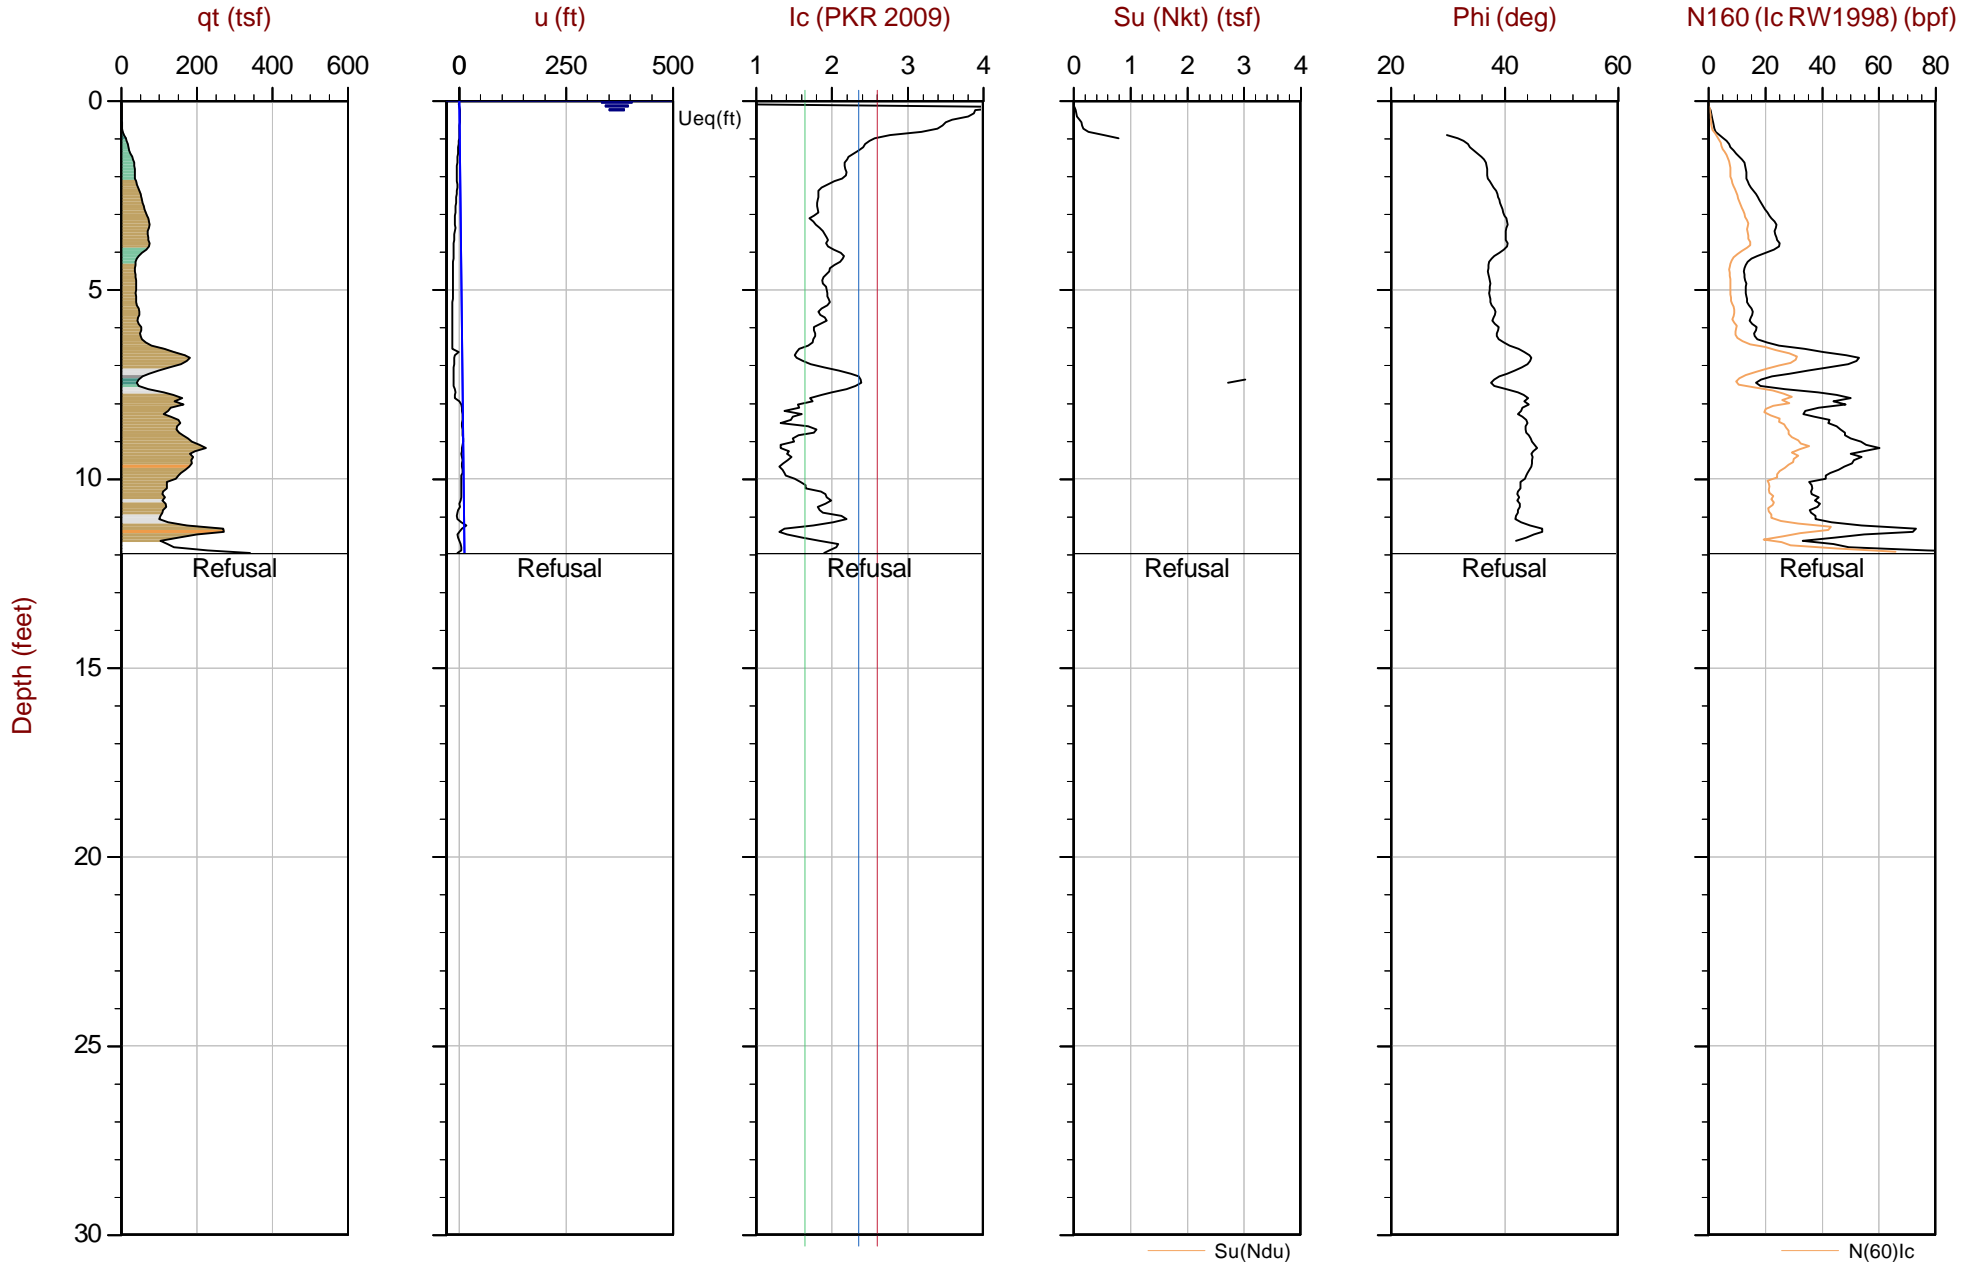 qt (tsf) u (ft) Ic (PKR 2009) Su (Nkt) (tsf) Phi (deg) N160 (Ic RW1998) (bpf)
0 200 400 600 0 250 500 1 2 3 4 0 1 2 3 4 20 40 60 0 20 40 60 80
0
Ueq(ft)
5
10
Refusal Refusal Refusal Refusal Refusal Refusal
Depth (feet)
15
20
25
30
Su(Ndu) N(60)Ic